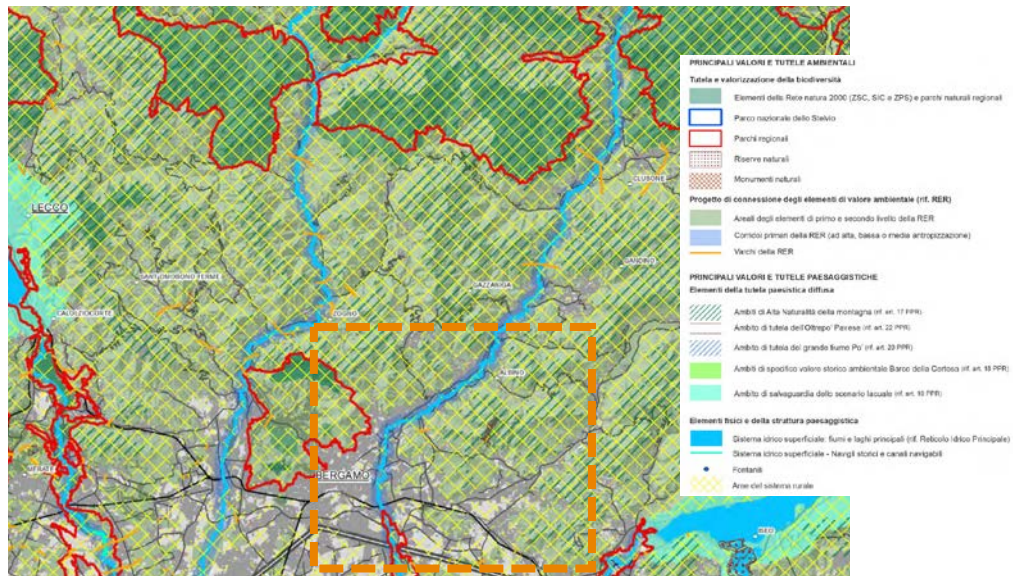 PRINCIPALI VALORI E TUTELE AMBIENTALI
Tutela e valorizzazione della biodiversità
Elementi della Rete natura 2000 (ZSC, SIC e ZPS) e parchi naturali regionali
Parco nazionale dello Stelvio
Parchi regionali
Riserve naturali
Monumenti naturali
Progetto di connessione degli elementi di valore ambientale (rif. RER)
Areali degli elementi di primo e secondo livello della RER
Corridoi primari della RER (ad alta, bassa o media antropizzazione)
Varchi della RER
PRINCIPALI VALORI E TUTELE PAESAGGISTICHE
Elementi della tutela paesistica diffusa
Ambiti di Alta Naturalità della montagna (rif. art. 17 PPR)
Ambito di tutela dell'Oltrepo' Pavese (rif. art. 22 PPR)
Ambito di tutela del grande fiume Po' (rif. art. 20 PPR)
Ambiti di specifico valore storico ambientale Barco della Certosa (rif. art. 18 PPR)
Ambito di salvaguardia dello scenario lacuale (rif. art. 19 PPR)
Elementi fisici e della struttura paesaggistica
Sistema idrico superficiale: fiumi e laghi principali (rif. Reticolo Idrico Principale)
Sistema idrico superficiale - Navigli storici e canali navigabili
Fontanili
Aree del sistema rurale
CLUSONE
LECCO
GANDINO
SANT'OMOBONO TERME
GAZZANIGA
CALOLZIOCORTE
ZOGNO
ALBINO
MERATE
BERGAMO
ISEO